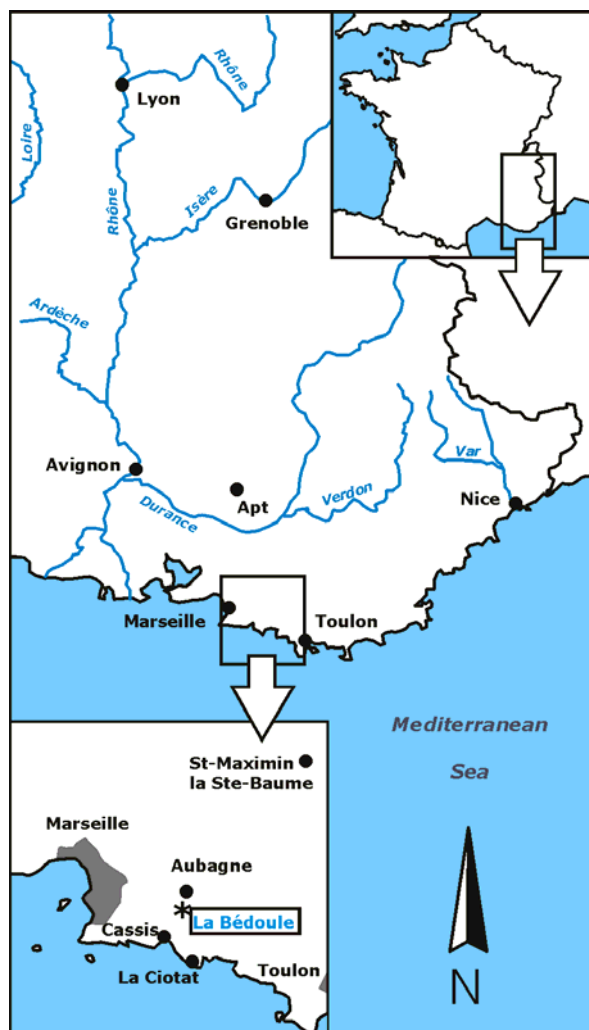 Rhône
Lyon
Loire
Rhône
Isère
Grenoble
Ardèche
Avignon
Apt
Durance
Verdon
Var
Nice
Marseille
Toulon
Mediterranean
Sea
St-Maximin
la Ste-Baume
Marseille
Aubagne
* La Bédoule
Cassis
La Ciotat
Toulon
N